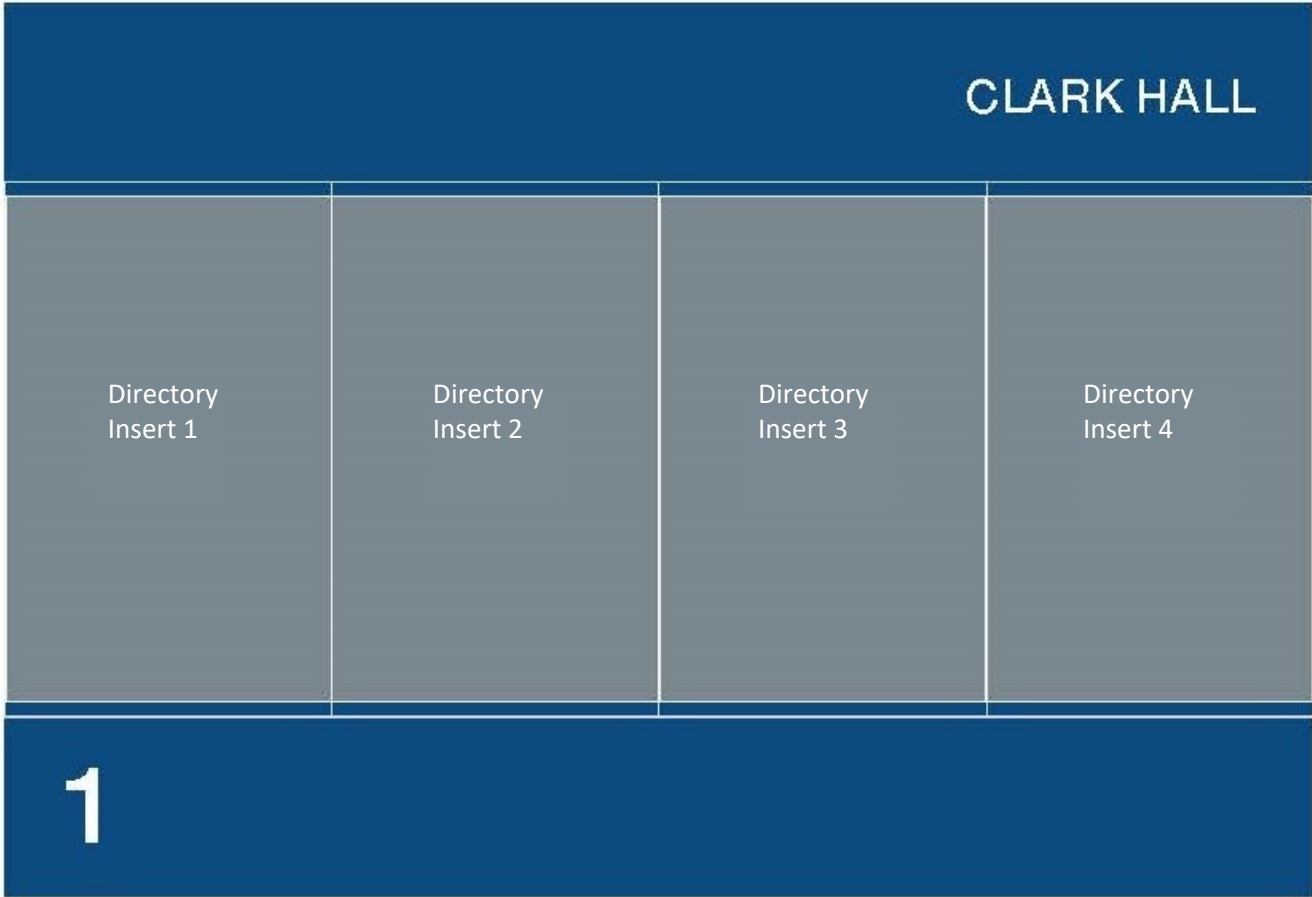 CLARK HALL
Directory
Insert 1
Directory
Insert 2
Directory
Insert 3
Directory
Insert 4
1